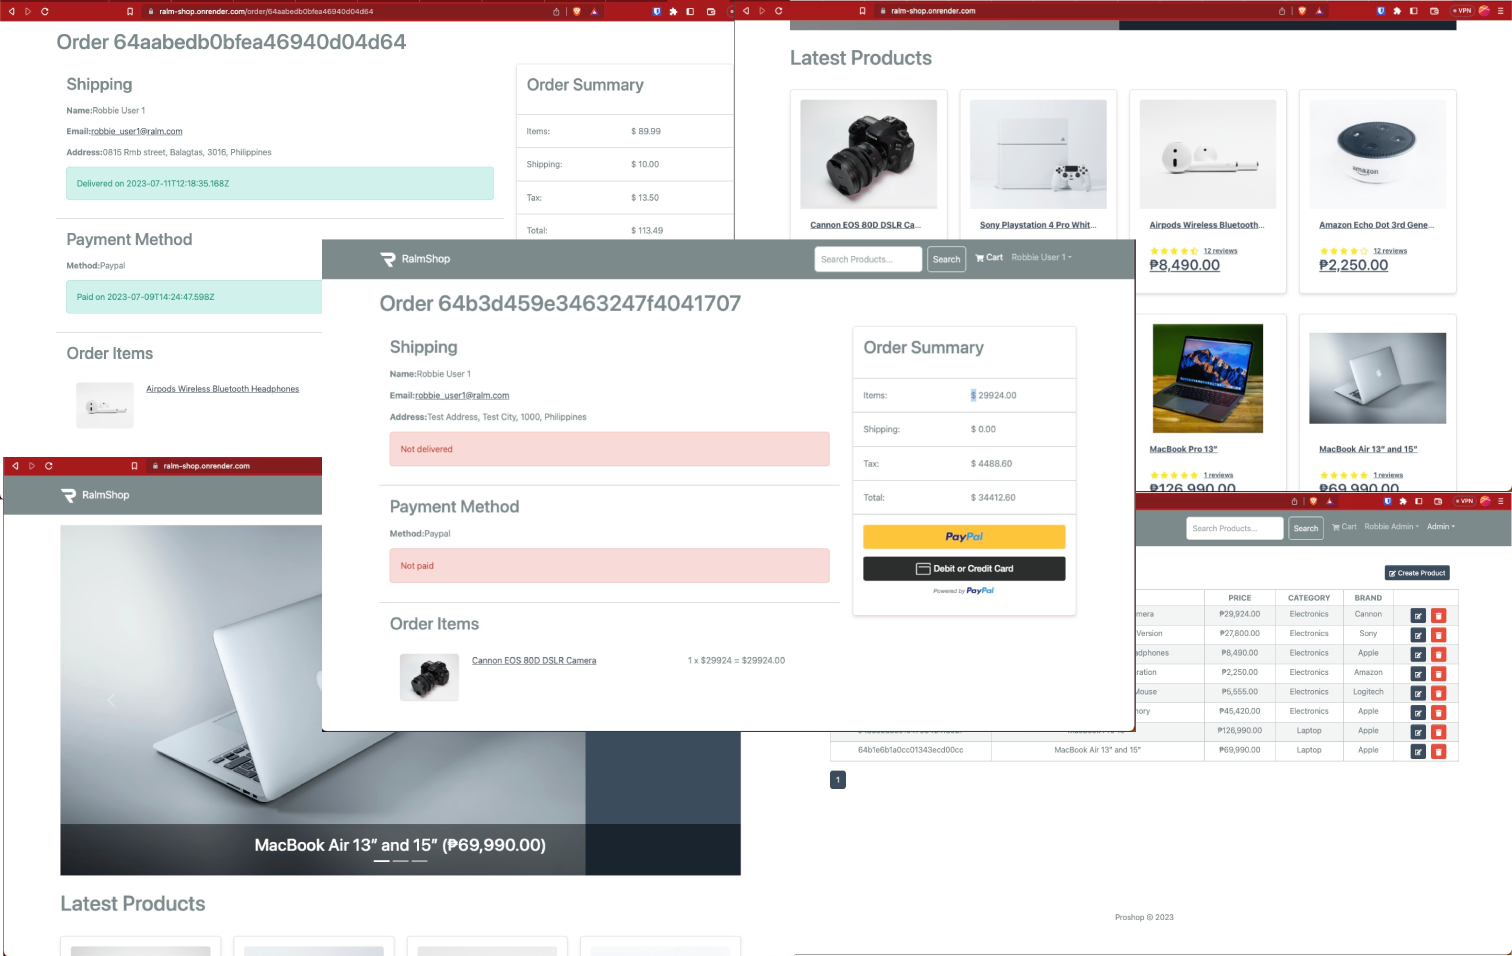 ralm-shop.onrender.com/order/64aabedb0bfea46940d04d64
Order 64aabedb0bfea46940d04d64
Shipping
Name:Robbie User 1
Email:robbie_user1@ralm.com
Address:0815 Rmb street, Balagtas, 3016, Philippines
Delivered on 2023-07-11T12:18:35.168Z
Payment Method
Method:Paypal
Paid on 2023-07-09T14:24:47.598Z
Order Items
Airpods Wireless Bluetooth Headphones
Order Summary
Items: $ 89.99
Shipping: $ 10.00
Tax: $ 13.50
Total: $ 113.49
ralm-shop.onrender.com
VPN
Latest Products
Cannon EOS 80D DSLR Ca...
Sony Playstation 4 Pro Whit...
Airpods Wireless Bluetooth...
12 reviews
₱8,490.00
amazon
Amazon Echo Dot 3rd Gene...
12 reviews
₱2,250.00
MacBook Pro 13"
1 reviews
₱126,990.00
MacBook Air 13" and 15"
1 reviews
₱69,990.00
RalmShop
Search Products...
Search
Cart
Robbie User 1
Order 64b3d459e3463247f4041707
Shipping
Name:Robbie User 1
Email:robbie_user1@ralm.com
Address:Test Address, Test City, 1000, Philippines
Not delivered
Payment Method
Method:Paypal
Not paid
Order Items
Cannon EOS 80D DSLR Camera
1 x $29924 = $29924.00
Order Summary
Items: $ 29924.00
Shipping: $ 0.00
Tax: $ 4488.60
Total: $ 34412.60
PayPal
Debit or Credit Card
Powered by PayPal
ralm-shop.onrender.com
RalmShop
MacBook Air 13" and 15" (₱69,990.00)
Latest Products
VPN
Search Products...
Search
Cart
Robbie Admin
Admin
Create Product
PRICE CATEGORY BRAND
mera ₱29,924.00 Electronics Cannon
Version ₱27,800.00 Electronics Sony
adphones ₱8,490.00 Electronics Apple
ration ₱2,250.00 Electronics Amazon
Mouse ₱5,555.00 Electronics Logitech
nory ₱45,420.00 Electronics Apple
₱126,990.00 Laptop Apple
64b1e6b1a0cc01343ecd00cc MacBook Air 13" and 15" ₱69,990.00 Laptop Apple
1
Proshop © 2023